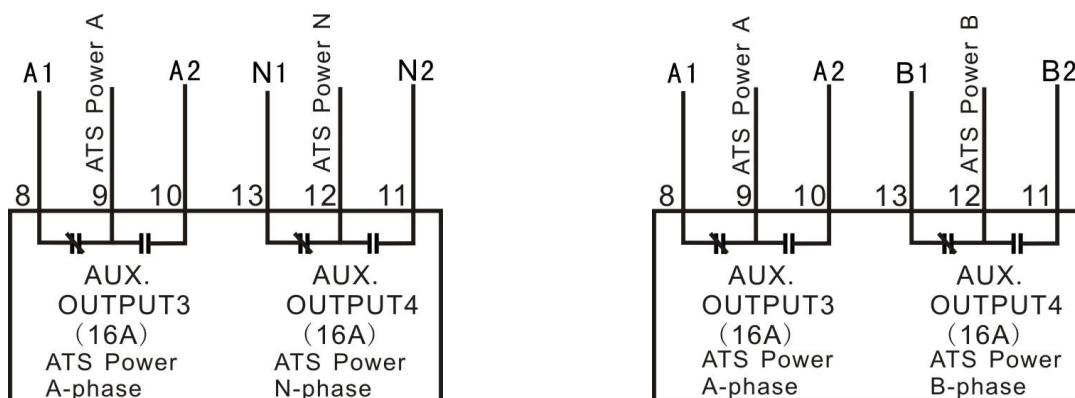 A1
ATS Power A
A2
N1
ATS Power N
N2
8
9
10
13
12
11
AUX.
OUTPUT3
(16A)
ATS Power
A-phase
AUX.
OUTPUT4
(16A)
ATS Power
N-phase
A1
ATS Power A
A2
B1
ATS Power B
B2
8
9
10
13
12
11
AUX.
OUTPUT3
(16A)
ATS Power
A-phase
AUX.
OUTPUT4
(16A)
ATS Power
B-phase